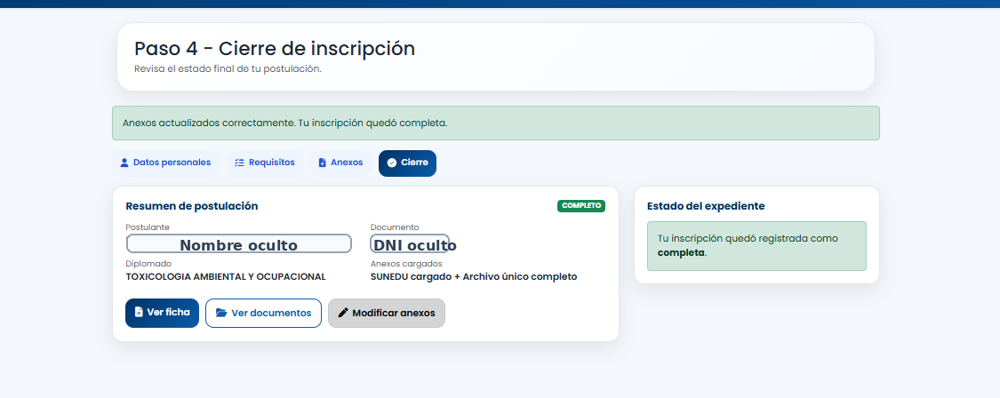 Paso 4 - Cierre de inscripción
Revisa el estado final de tu postulación.
Anexos actualizados correctamente. Tu inscripción quedó completa.
Datos personales
Requisitos
Anexos
Cierre
Resumen de postulación
COMPLETO
Postulante
Nombre oculto
Documento
DNI oculto
Diplomado
TOXICOLOGIA AMBIENTAL Y OCUPACIONAL
Anexos cargados
SUNEDU cargado + Archivo único completo
Ver ficha
Ver documentos
Modificar anexos
Estado del expediente
Tu inscripción quedó registrada como
completa.